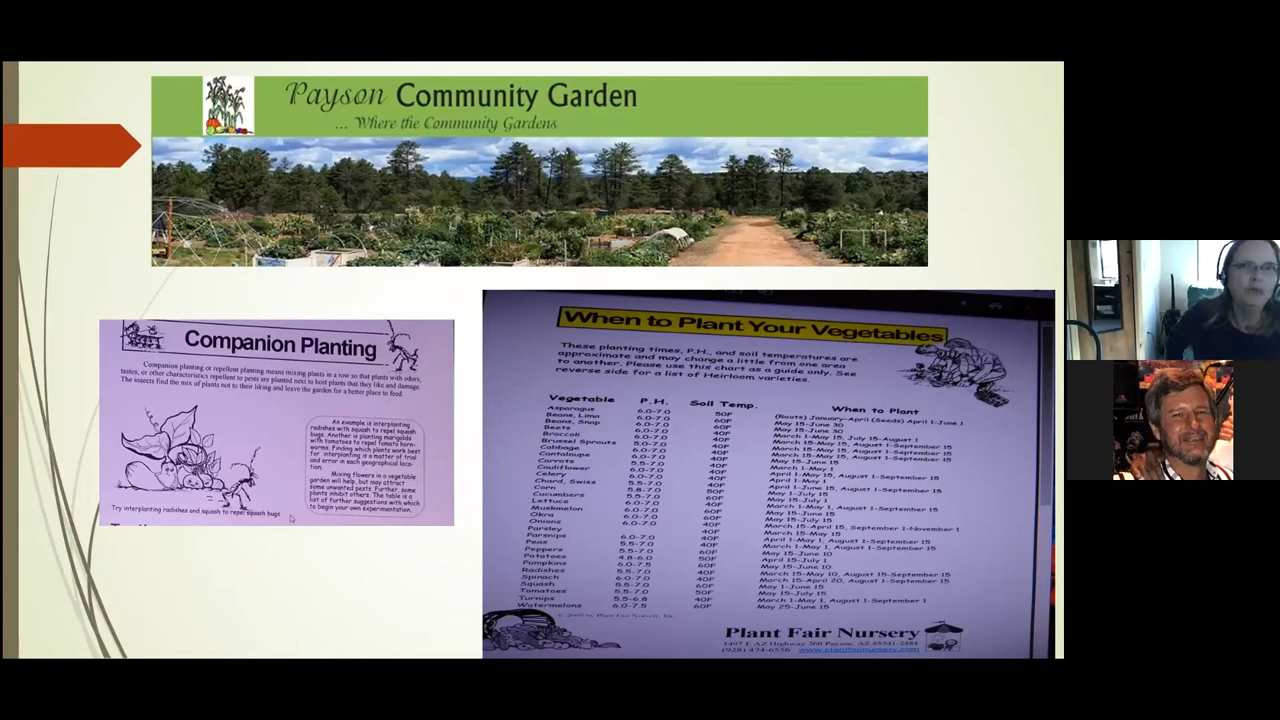 Payson Community Garden
... Where the Community Gardens
Companion Planting
Companion planting or repellent planting means mixing plants in a row so that plants with odors,
tastes, or other characteristics repellent to pests are planted next to host plants that they like and damage.
The insects find the mix of plants not to their liking and leave the garden for a better place to feed.
An example is interplanting
radishes with squash to repel squash
bugs. Another is planting marigolds
with tomatoes to repel tomato horn-
worms. Finding which plants work best
for interplanting is a matter of trial
and error in each geographical loca-
tion.
Mixing flowers in a vegetable
garden will help, but may attract
some unwanted pests. Further, some
plants inhibit others. The table is a
list of further suggestions with which
to begin your own experimentation.
Try interplanting radishes and squash to repel squash bugs
When to Plant Your Vegetables
These planting times, P.H., and soil temperatures are
approximate and may change a little from one area
to another. Please use this chart as a guide only. See
reverse side for a list of Heirloom varieties.
Vegetable
Asparagus
Beans, Lima
Beans, Snap
Beets
Broccoli
Brussel Sprouts
Cabbage
Cantaloupe
Carrots
Cauliflower
Celery
Chard, Swiss
Corn
Cucumbers
Lettuce
Muskmelon
Okra
Onions
Parsley
Parsnips
Peas
Peppers
Potatoes
Pumpkins
Radishes
Spinach
Squash
Tomatoes
Turnips
Watermelons
P.H.
6.0-7.0
6.0-7.0
6.0-7.0
6.0-7.0
6.0-7.0
6.0-7.0
5.5-7.0
6.0-7.0
6.0-7.0
5.5-7.0
5.8-7.0
5.5-7.0
6.0-7.0
6.0-7.0
6.0-7.0
5.5-7.0
5.5-7.0
4.8-6.0
6.0-7.5
5.5-7.0
6.0-7.0
5.5-7.0
5.5-7.0
5.5-6.8
6.0-7.5
Soil Temp.
50F
60F
60F
40F
40F
40F
40F
60F
40F
40F
40F
40F
50F
60F
40F
60F
60F
40F
40F
40F
40F
60F
50F
60F
40F
40F
60F
50F
40F
60F
When to Plant
(Roots) January-April (Seeds) April 1-June 1
May 15-June 30
May 15-June 30
March 1-May 15, July 15-August 1
March 15-May 15, August 1-September 15
March 15-May 15, August 1-September 15
March 15-May 15, August 1-September 15
May 15-June 15
March 1-May 1
April 1-May 15, August 1-September 15
April 1-May 1
April 1-June 15, August 1-September 15
May 1-July 15
May 15-July 1
March 1-May 1, August 1-September 15
May 15-June 15
May 15-July 15
March 15-April 15, September 1-November 1
March 15-May 15
April 1-May 1, August 1-September 15
March 1-May 1, August 1-September 15
May 15-June 10
April 15-July 1
May 15-June 10
March 15-May 10, August 15-September 15
March 15-April 20, August 1-September 15
May 1-June 15
May 15-July 15
March 1-May 1, August 1-September 1
May 25-June 15
Plant Fair Nursery
3497 E AZ Highway 260 Payson, AZ 85541-2484
(928) 474-6556 www.plantfairnursery.com